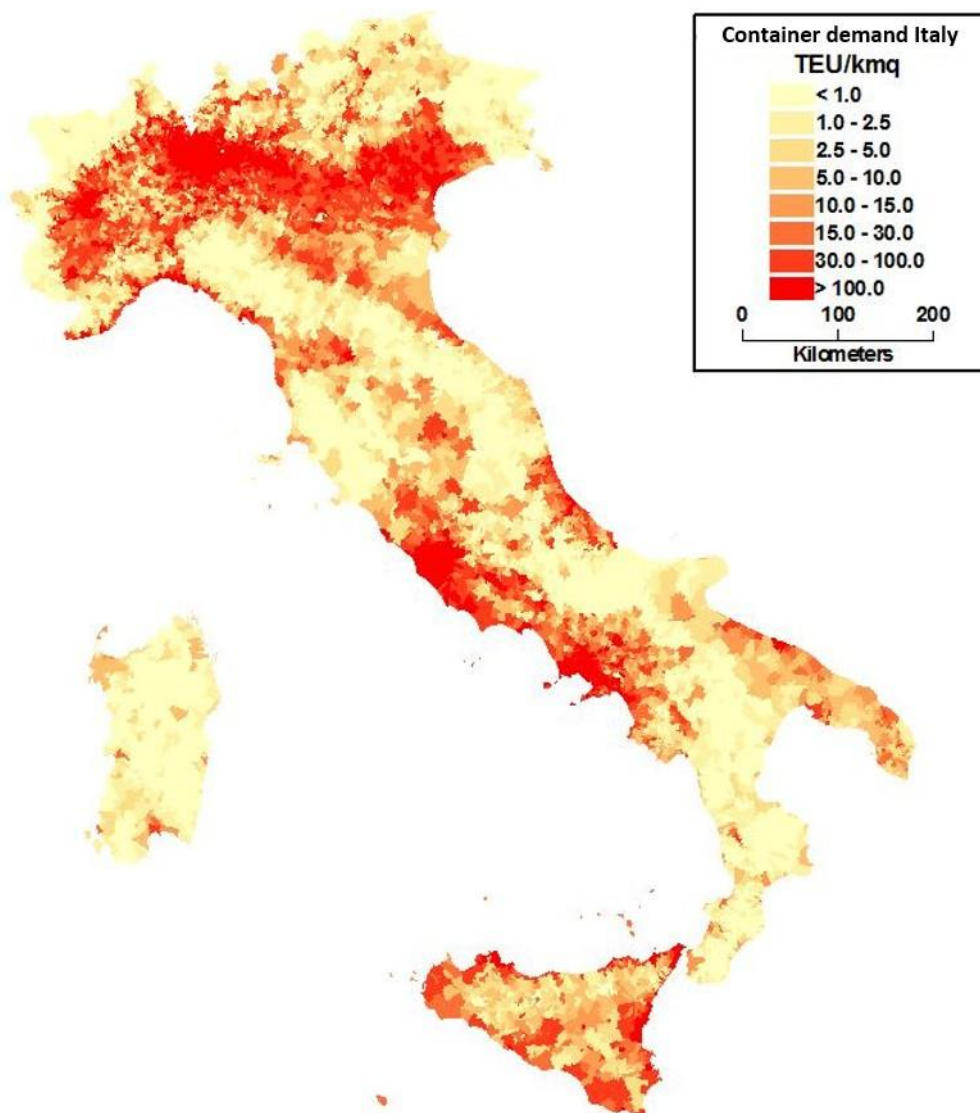 Container demand Italy
TEU/kmq
< 1.0
1.0 - 2.5
2.5 - 5.0
5.0 - 10.0
10.0 - 15.0
15.0 - 30.0
30.0 - 100.0
> 100.0
0 100 200
Kilometers